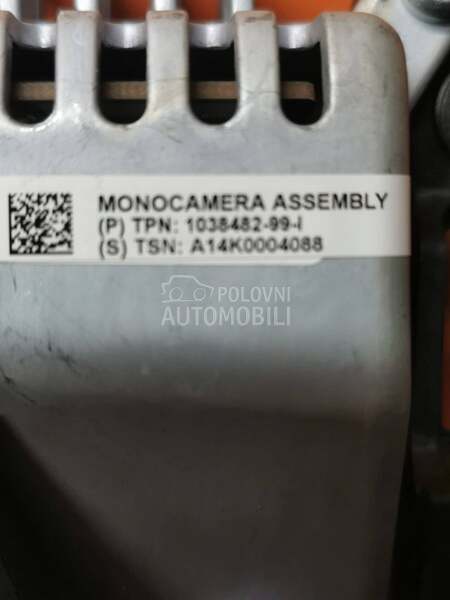 MONOCAMERA ASSEMBLY
(P) TPN: 1038482-99-I
(S) TSN: A14K0004088
POLOVNI
AUTOMOBILI